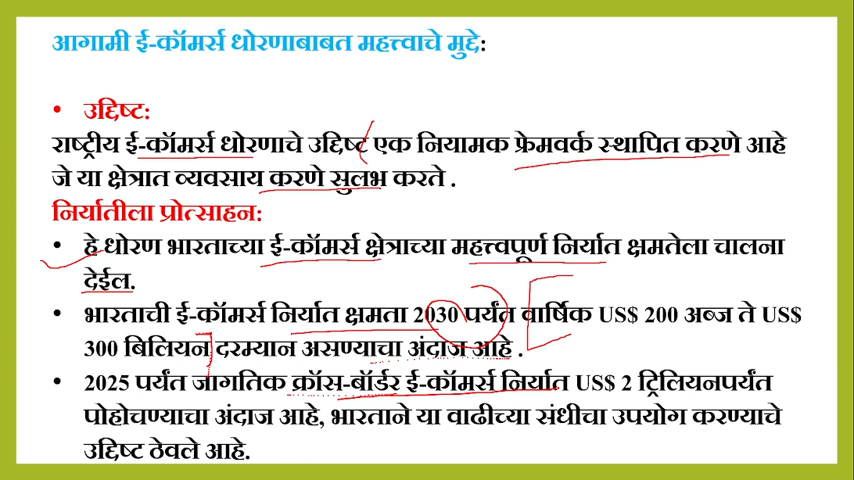 आगामी ई-कॉमर्स धोरणाबाबत महत्त्वाचे मुद्दे:
• उद्दिष्ट:
राष्ट्रीय ई-कॉमर्स धोरणाचे उद्दिष्ट एक नियामक फ्रेमवर्क स्थापित करणे आहे
जे या क्षेत्रात व्यवसाय करणे सुलभ करते .
निर्यातीला प्रोत्साहन:
• हे धोरण भारताच्या ई-कॉमर्स क्षेत्राच्या महत्त्वपूर्ण निर्यात क्षमतेला चालना
देईल.
• भारताची ई-कॉमर्स निर्यात क्षमता 2030 पर्यंत वार्षिक US$ 200 अब्ज ते US$
300 बिलियन दरम्यान असण्याचा अंदाज आहे .
• 2025 पर्यंत जागतिक क्रॉस-बॉर्डर ई-कॉमर्स निर्यात US$ 2 ट्रिलियनपर्यंत
पोहोचण्याचा अंदाज आहे, भारताने या वाढीच्या संधीचा उपयोग करण्याचे
उद्दिष्ट ठेवले आहे.